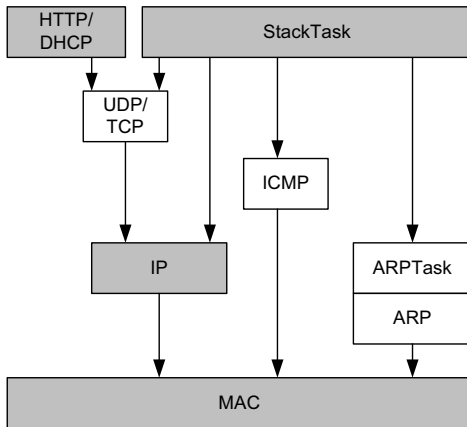 HTTP/
DHCP
StackTask
UDP/
TCP
ICMP
IP
ARPTask
ARP
MAC